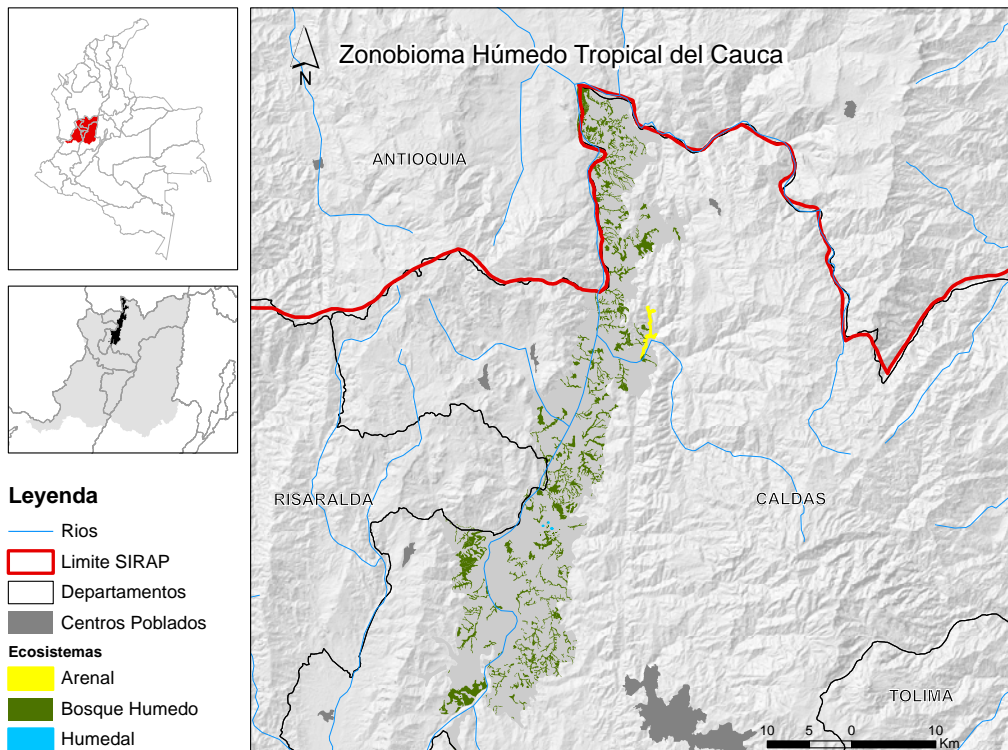 Zonobioma Húmedo Tropical del Cauca
N
ANTIOQUIA
RISARALDA
CALDAS
TOLIMA
10 5 0 10
Km
Leyenda
Rios
Limite SIRAP
Departamentos
Centros Poblados
Ecosistemas
Arenal
Bosque Humedo
Humedal